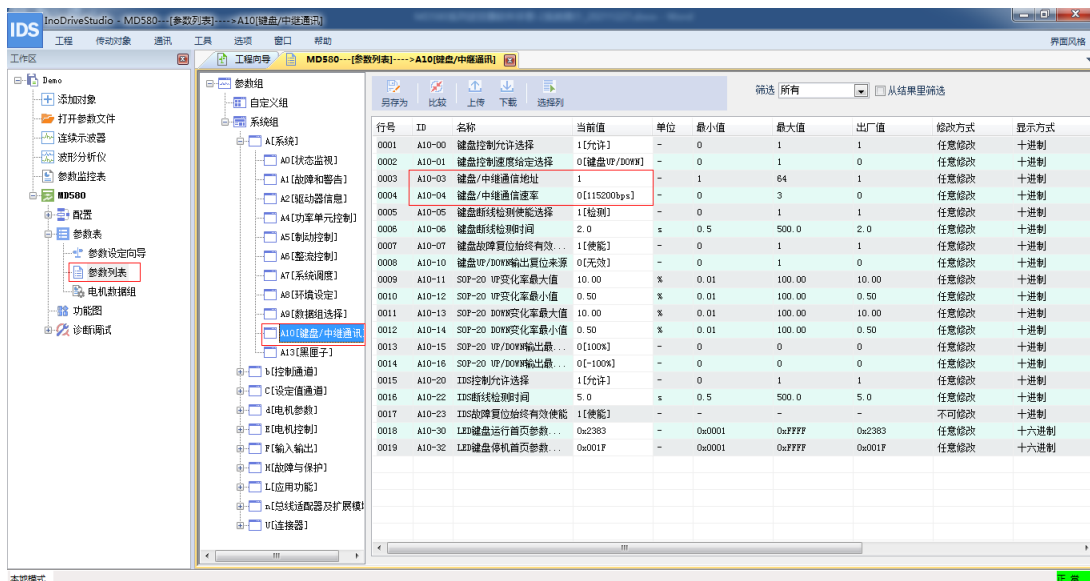 InoDriveStudio - MD580---[参数列表]---->A10[键盘/中继通讯]
IDS
工程 传动对象 通讯 工具 选项 窗口 帮助 界面风格
工作区
工程向导 MD580---[参数列表]---->A10[键盘/中继通讯]
Demo
添加对象
打开参数文件
连续示波器
波形分析仪
参数监控表
MD580
配置
参数表
参数设定向导
参数列表
电机数据组
功能图
诊断调试
参数组
自定义组
系统组
A[系统]
A0[状态监视]
A1[故障和警告]
A2[驱动器信息]
A4[功率单元控制]
A5[制动控制]
A6[整流控制]
A7[系统调度]
A8[环境设定]
A9[数据组选择]
A10[键盘/中继通讯
A13[黑匣子]
b[控制通道]
C[设定值通道]
d[电机参数]
E[电机控制]
F[输入输出]
H[故障与保护]
L[应用功能]
n[总线适配器及扩展模
U[连接器]
另存为 比较 上传 下载 选择列 筛选 所有 从结果里筛选
行号 ID 名称 当前值 单位 最小值 最大值 出厂值 修改方式 显示方式
0001 A10-00 键盘控制允许选择 1[允许] - 0 1 1 任意修改 十进制
0002 A10-01 键盘控制速度给定选择 0[键盘UP/DOWN] - 0 1 0 任意修改 十进制
0003 A10-03 键盘/中继通信地址 1 - 1 64 1 任意修改 十进制
0004 A10-04 键盘/中继通信速率 0[115200bps] - 0 3 0 任意修改 十进制
0005 A10-05 键盘断线检测使能选择 1[检测] - 0 1 1 任意修改 十进制
0006 A10-06 键盘断线检测时间 2.0 s 0.5 500.0 2.0 任意修改 十进制
0007 A10-07 键盘故障复位始终有效... 1[使能] - 0 1 1 任意修改 十进制
0008 A10-10 键盘UP/DOWN输出复位来源 0[无效] - 0 1 0 任意修改 十进制
0009 A10-11 SOP-20 UP变化率最大值 10.00 % 0.01 100.00 10.00 任意修改 十进制
0010 A10-12 SOP-20 UP变化率最小值 0.50 % 0.01 100.00 0.50 任意修改 十进制
0011 A10-13 SOP-20 DOWN变化率最大值 10.00 % 0.01 100.00 10.00 任意修改 十进制
0012 A10-14 SOP-20 DOWN变化率最小值 0.50 % 0.01 100.00 0.50 任意修改 十进制
0013 A10-15 SOP-20 UP/DOWN输出最... 0[100%] - 0 0 0 任意修改 十进制
0014 A10-16 SOP-20 UP/DOWN输出最... 0[-100%] - 0 0 0 任意修改 十进制
0015 A10-20 IDS控制允许选择 1[允许] - 0 1 1 任意修改 十进制
0016 A10-22 IDS断线检测时间 5.0 s 0.5 500.0 5.0 任意修改 十进制
0017 A10-23 IDS故障复位始终有效使能 1[使能] - - - - 不可修改 十进制
0018 A10-30 LED键盘运行首页参数... 0x2383 - 0x0001 0xFFFF 0x2383 任意修改 十六进制
0019 A10-32 LED键盘停机首页参数... 0x001F - 0x0001 0xFFFF 0x001F 任意修改 十六进制
本地模式 正常